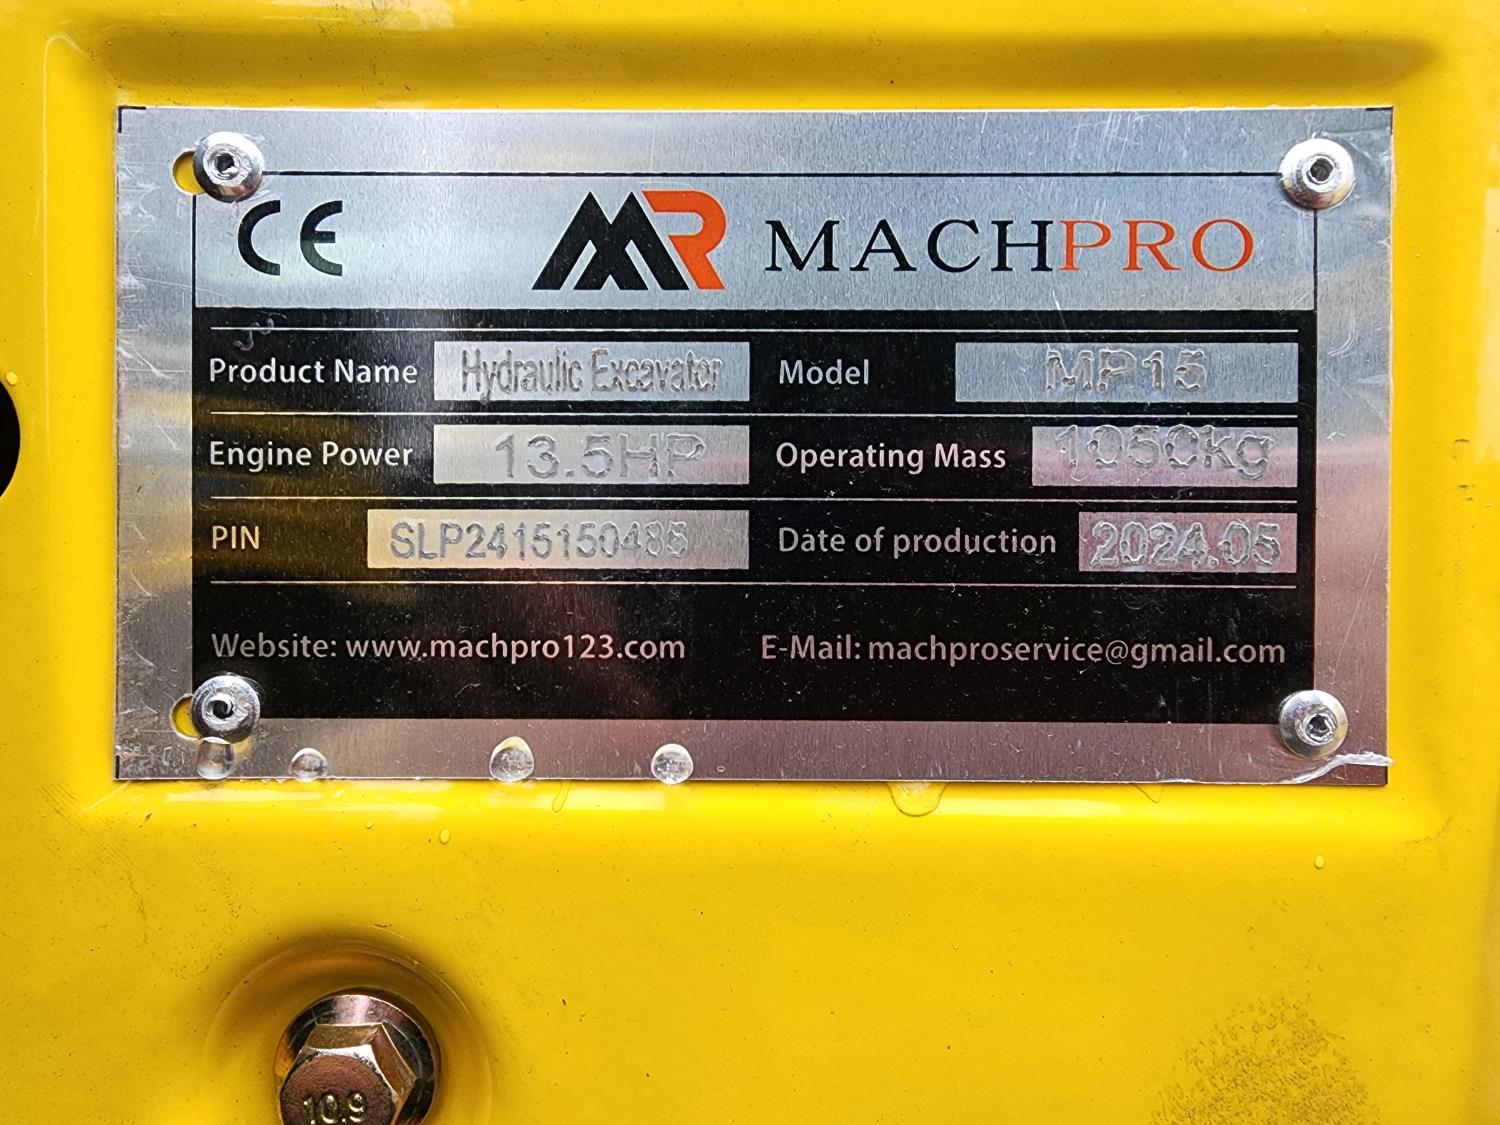 CE MR MACHPRO
Product Name Hydraulic Excavator Model MP15
Engine Power 13.5HP Operating Mass 1050kg
PIN SLP2415150485 Date of production 2024.05
Website: www.machpro123.com E-Mail: machproservice@gmail.com
10.9